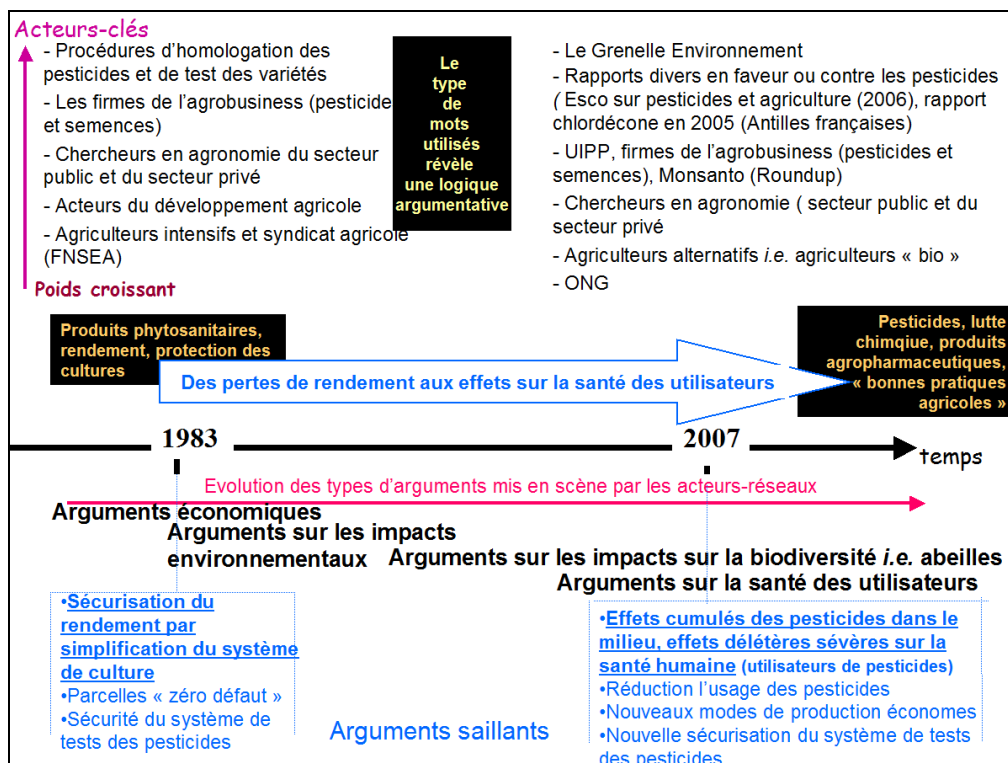 Acteurs-clés
- Procédures d'homologation des
pesticides et de test des variétés
- Les firmes de l'agrobusiness (pesticide
et semences)
- Chercheurs en agronomie du secteur
public et du secteur privé
- Acteurs du développement agricole
- Agriculteurs intensifs et syndicat agricole
(FNSEA)
Poids croissant
Le
type
de
mots
utilisés
révèle
une logique
argumentative
- Le Grenelle Environnement
- Rapports divers en faveur ou contre les pesticides
( Esco sur pesticides et agriculture (2006), rapport
chlordécone en 2005 (Antilles françaises)
- UIPP, firmes de l'agrobusiness (pesticides et
semences), Monsanto (Roundup)
- Chercheurs en agronomie ( secteur public et du
secteur privé
- Agriculteurs alternatifs i.e. agriculteurs « bio »
- ONG
Produits phytosanitaires,
rendement, protection des
cultures
Des pertes de rendement aux effets sur la santé des utilisateurs
Pesticides, lutte
chimqiue, produits
agropharmaceutiques,
« bonnes pratiques
agricoles »
1983
2007
temps
Evolution des types d'arguments mis en scène par les acteurs-réseaux
Arguments économiques
Arguments sur les impacts
environnementaux
Arguments sur les impacts sur la biodiversité i.e. abeilles
Arguments sur la santé des utilisateurs
•Sécurisation du
rendement par
simplification du système
de culture
•Parcelles « zéro défaut »
•Sécurité du système de
tests des pesticides
Arguments saillants
•Effets cumulés des pesticides dans le
milieu, effets délétères sévères sur la
santé humaine (utilisateurs de pesticides)
•Réduction l'usage des pesticides
•Nouveaux modes de production économes
•Nouvelle sécurisation du système de tests
des pesticides